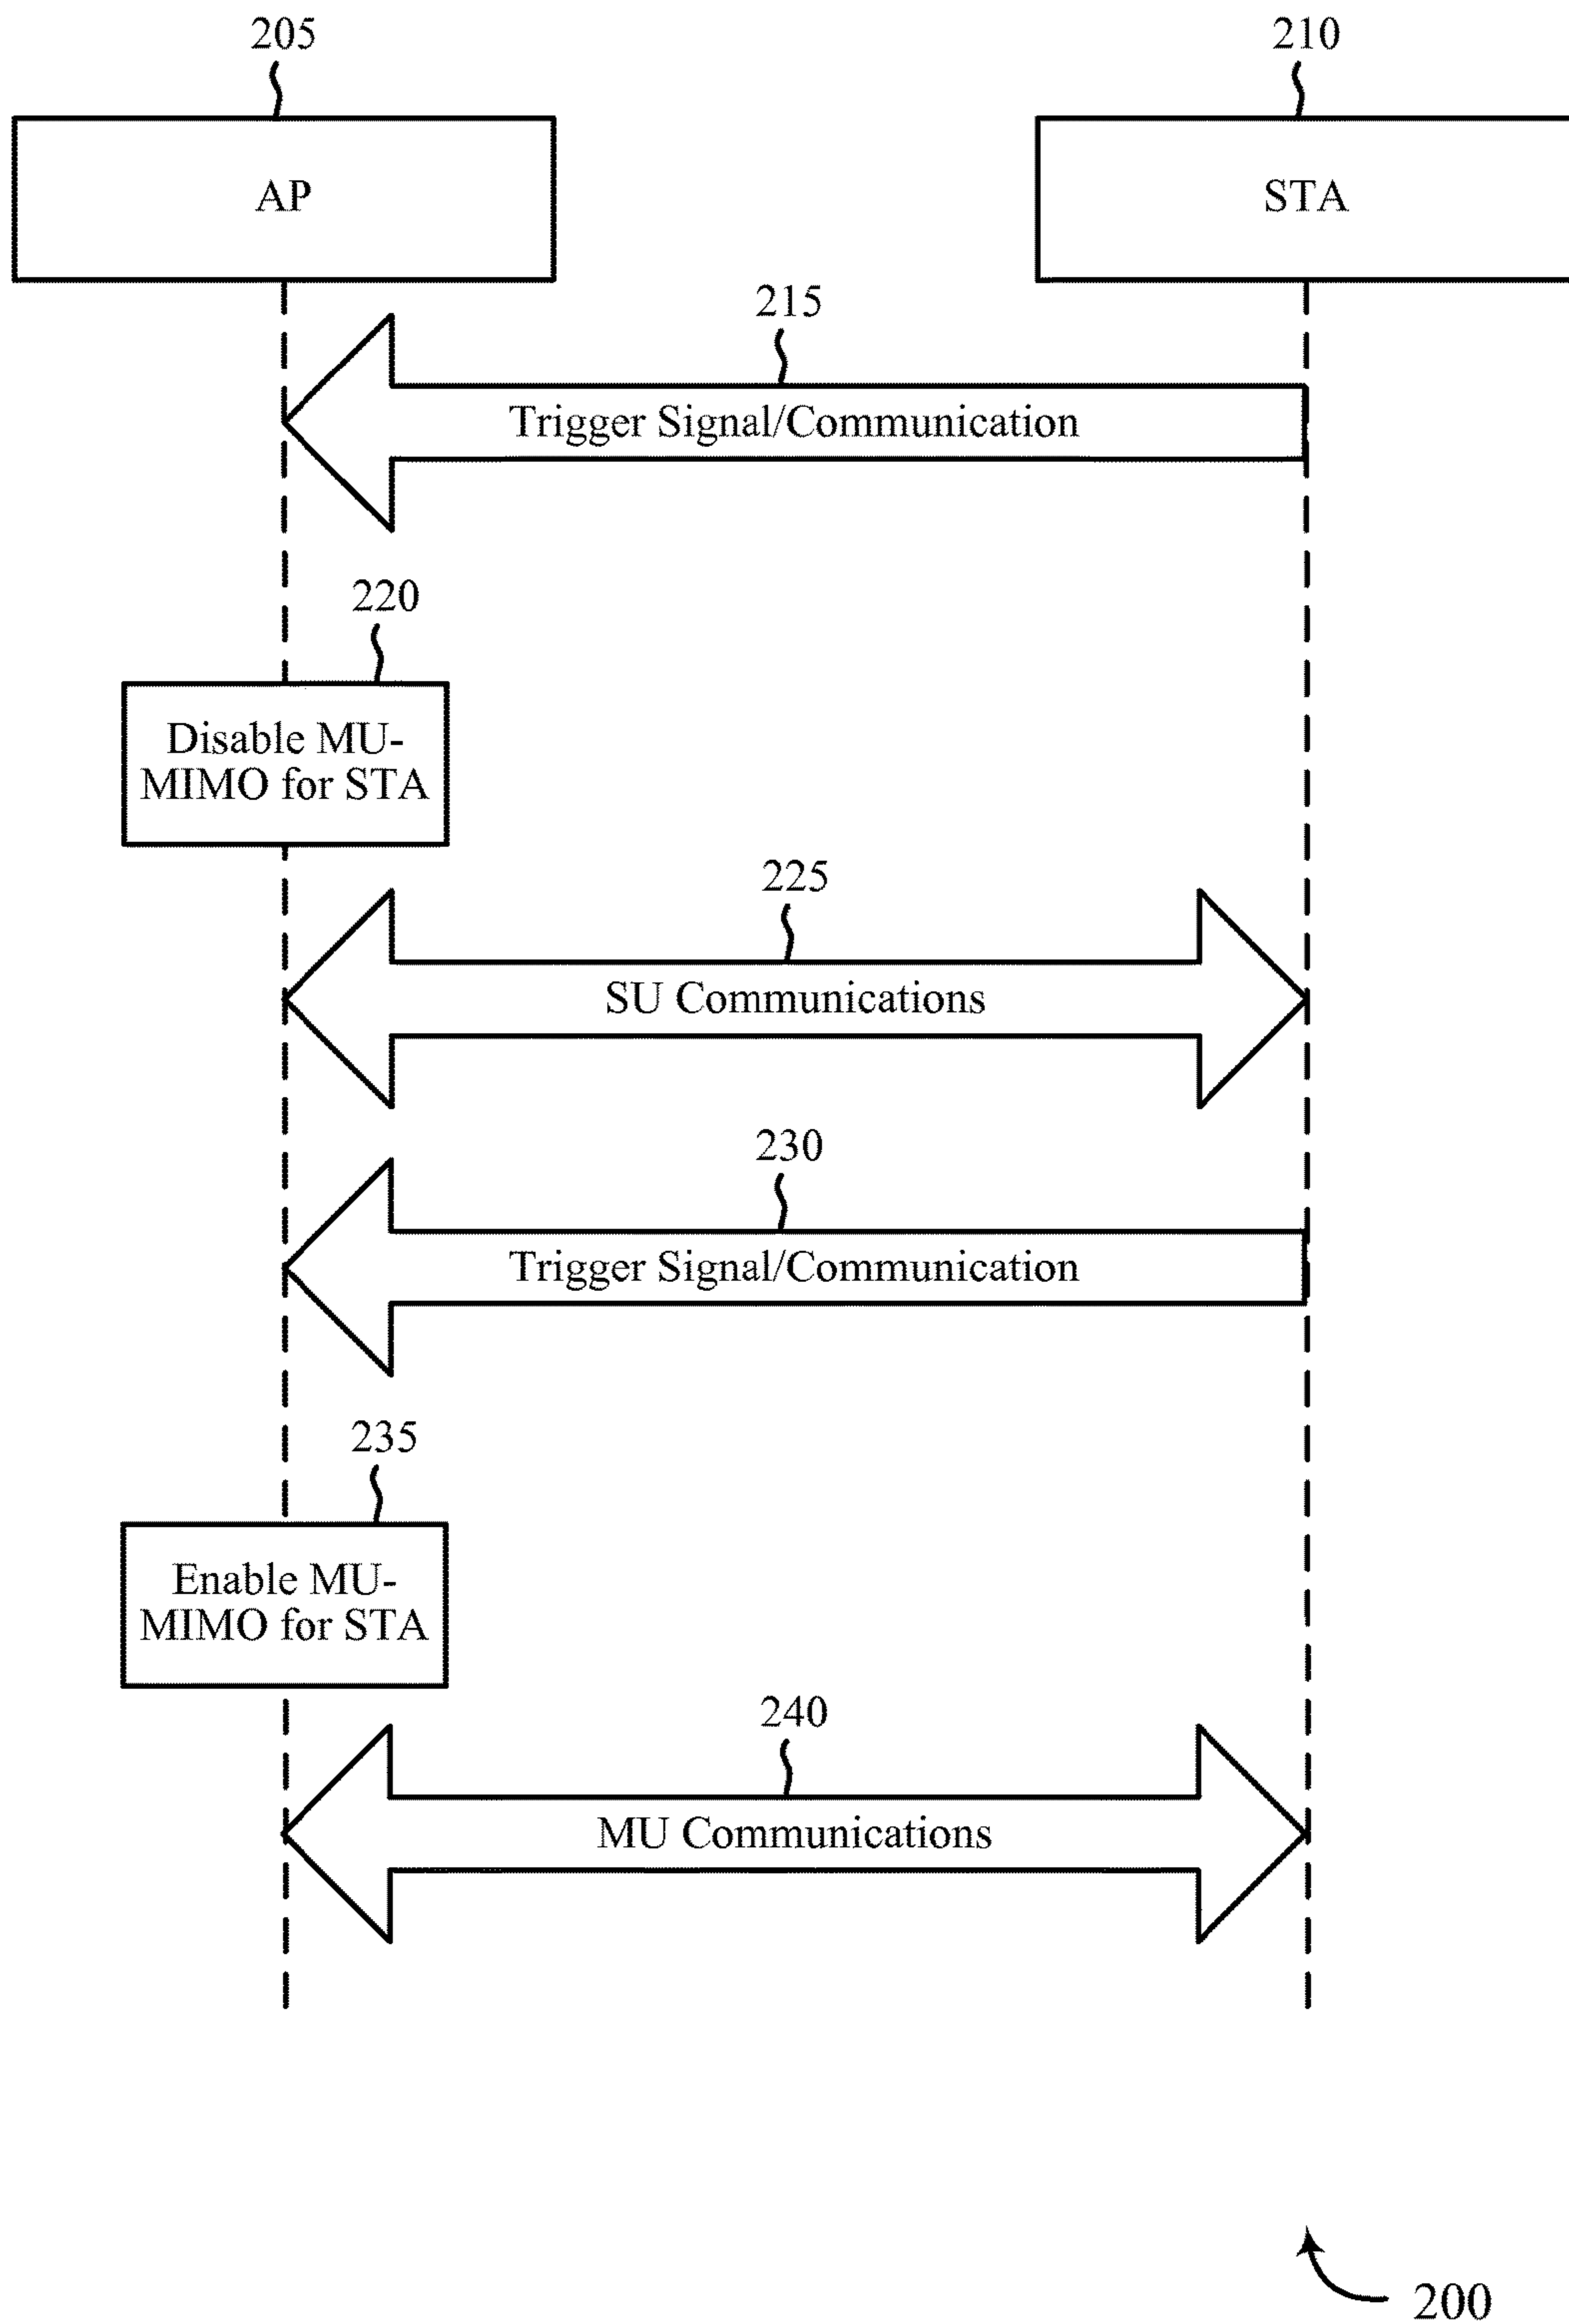 205
210
AP
STA
215
Trigger Signal/Communication
220
Disable MU-
MIMO for STA
225
SU Communications
230
Trigger Signal/Communication
235
Enable MU-
MIMO for STA
240
MU Communications
200